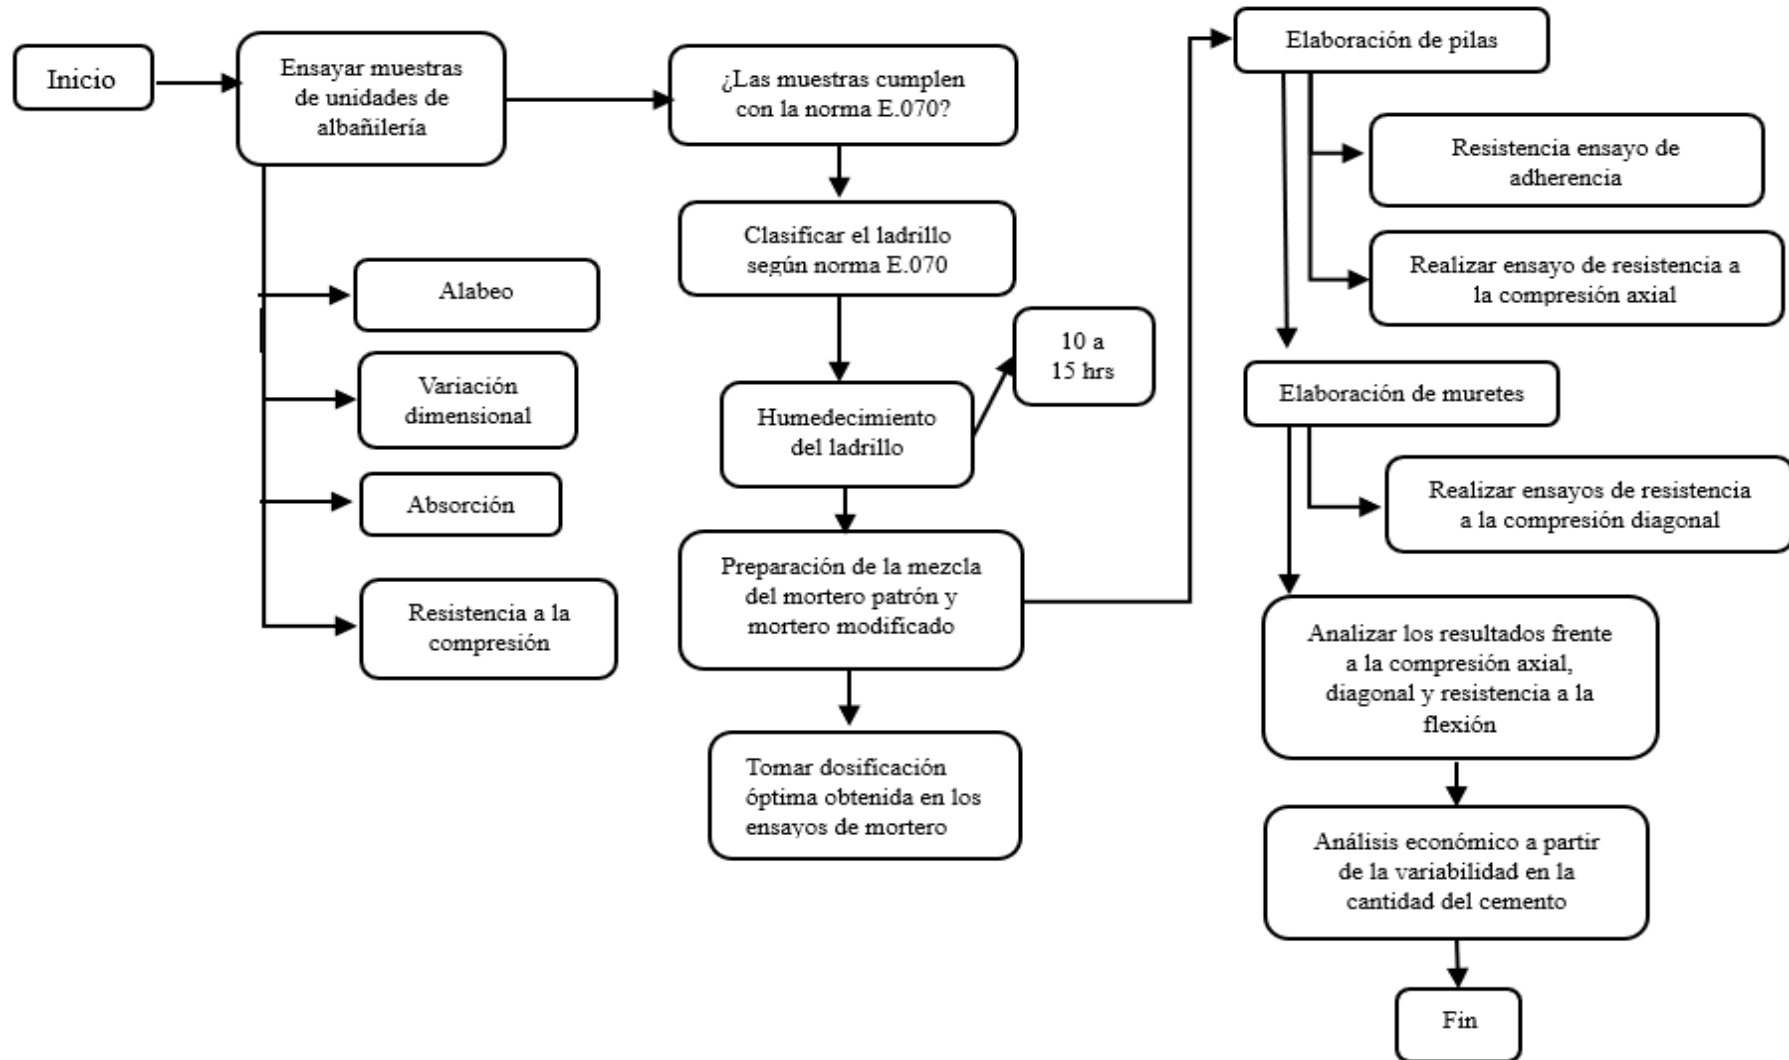 Inicio
Ensayar muestras
de unidades de
albañilería
Alabeo
Variación
dimensional
Absorción
Resistencia a la
compresión
¿Las muestras cumplen
con la norma E.070?
Clasificar el ladrillo
según norma E.070
10 a
15 hrs
Humedecimiento
del ladrillo
Preparación de la mezcla
del mortero patrón y
mortero modificado
Tomar dosificación
óptima obtenida en los
ensayos de mortero
Elaboración de pilas
Resistencia ensayo de
adherencia
Realizar ensayo de resistencia a
la compresión axial
Elaboración de muretes
Realizar ensayos de resistencia
a la compresión diagonal
Analizar los resultados frente
a la compresión axial,
diagonal y resistencia a la
flexión
Análisis económico a partir
de la variabilidad en la
cantidad del cemento
Fin